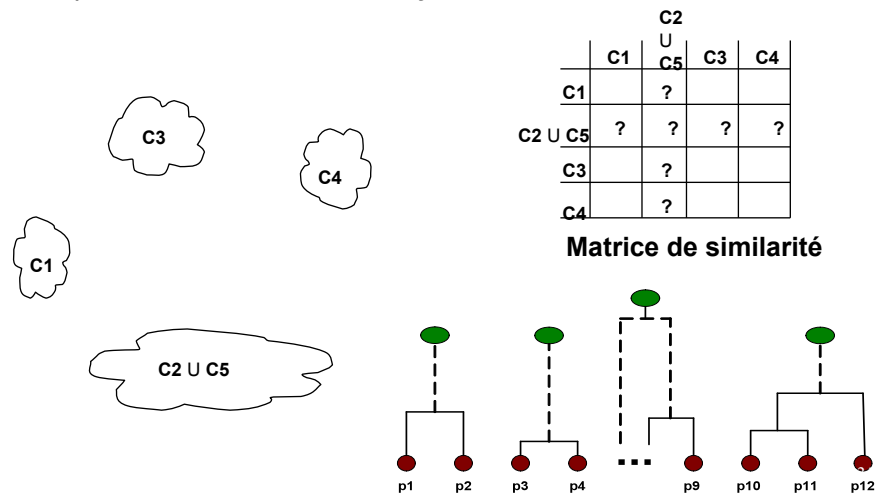 C2
U
C5
C1 C3 C4
C1 ?
C2 U C5 ? ? ? ?
C3 ?
C4 ?
Matrice de similarité
C3
C4
C1
C2 U C5
...
p1 p2 p3 p4 p9 p10 p11 p12